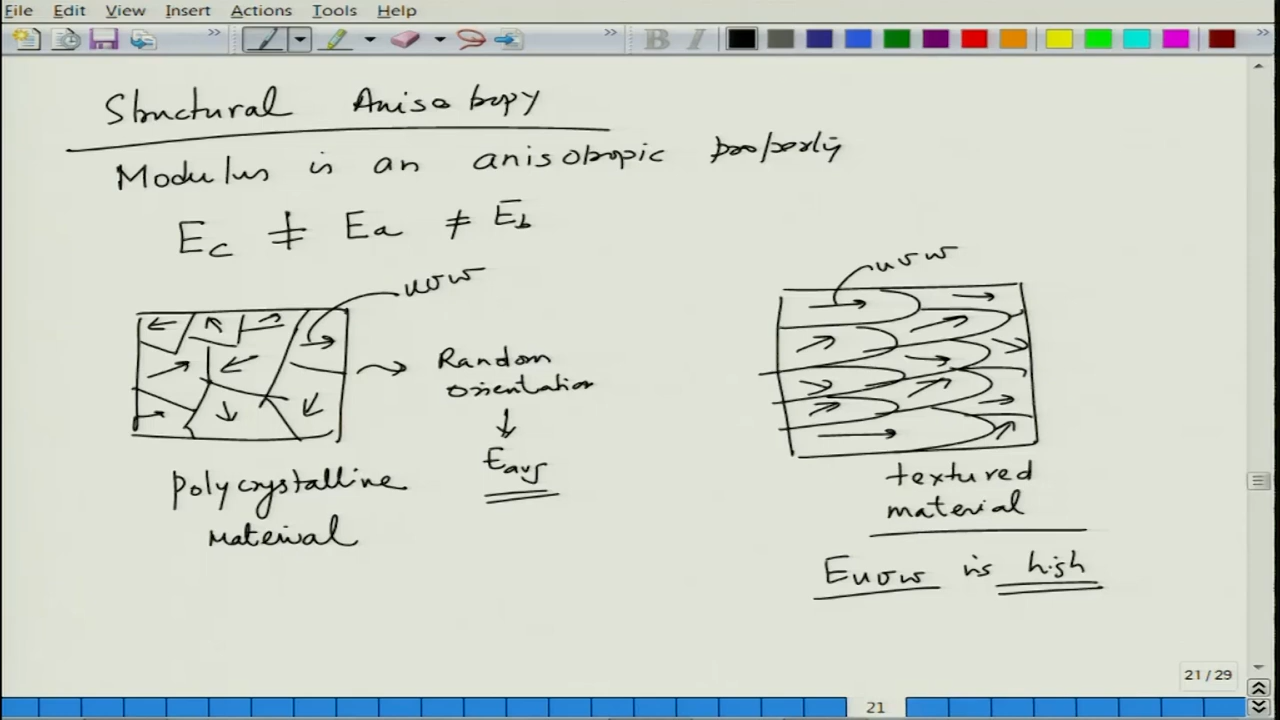 File Edit View Insert Actions Tools Help
B I
Structural Anisotropy
Modulus is an anisotropic property
Ec ≠ Ea ≠ Eb
uvw
uvw
Random
orientation
↓
Eavg
polycrystalline
material
textured
material
Euvw is high
21 / 29
21